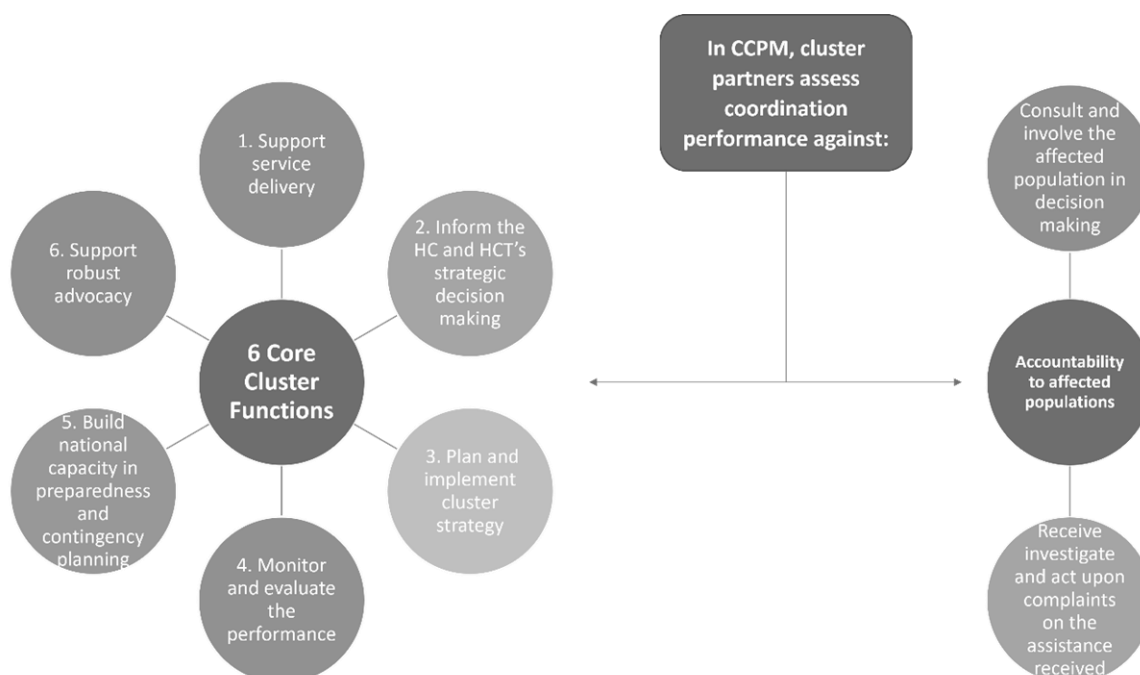 In CCPM, cluster
partners assess
coordination
performance against:
1. Support
service
delivery
2. Inform the
HC and HCT's
strategic
decision
making
3. Plan and
implement
cluster
strategy
4. Monitor
and evaluate
the
performance
5. Build
national
capacity in
preparedness
and
contingency
planning
6. Support
robust
advocacy
6 Core
Cluster
Functions
Consult and
involve the
affected
population in
decision
making
Accountability
to affected
populations
Receive
investigate
and act upon
complaints
on the
assistance
received